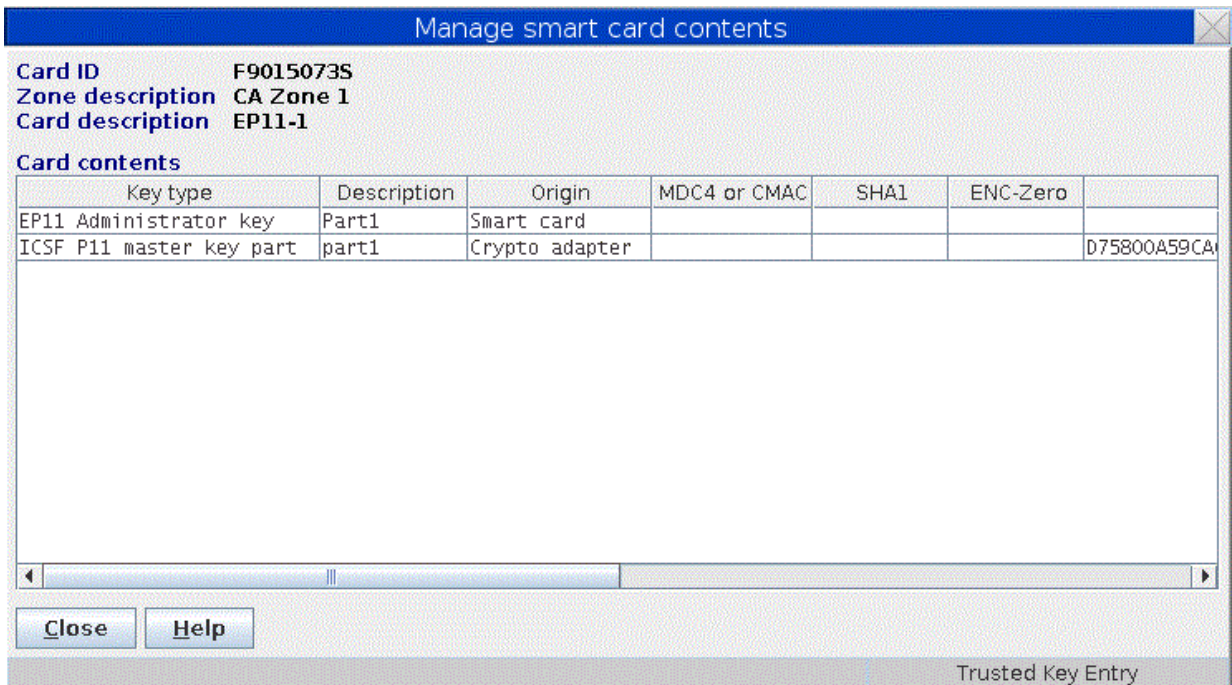 Manage smart card contents
Card ID F9015073S
Zone description CA Zone 1
Card description EP11-1
Card contents
Key type Description Origin MDC4 or CMAC SHA1 ENC-Zero
EP11 Administrator key Part1 Smart card
ICSF P11 master key part part1 Crypto adapter D75800A59CA
Close Help
Trusted Key Entry